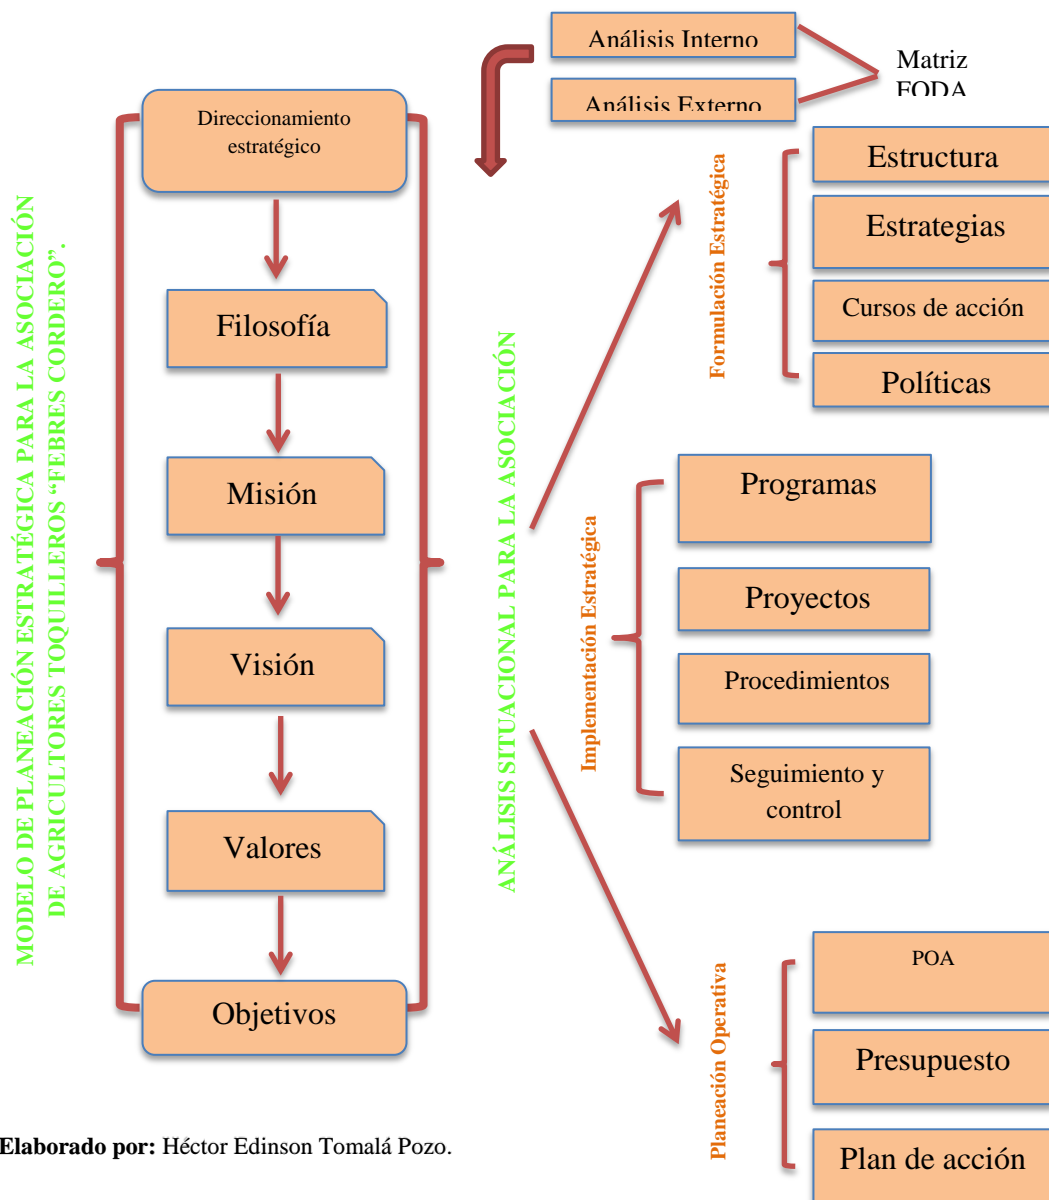 MODELO DE PLANEACIÓN ESTRATÉGICA PARA LA ASOCIACIÓN
DE AGRICULTORES TOQUILLEROS “FEBRES CORDERO”.
Direccionamiento
estratégico
Filosofía
Misión
Visión
Valores
Objetivos
ANÁLISIS SITUACIONAL PARA LA ASOCIACIÓN
Análisis Interno
Análisis Externo
Matriz
FODA
Formulación Estratégica
Estructura
Estrategias
Cursos de acción
Políticas
Implementación Estratégica
Programas
Proyectos
Procedimientos
Seguimiento y
control
Planeación Operativa
POA
Presupuesto
Plan de acción
Elaborado por: Héctor Edinson Tomalá Pozo.